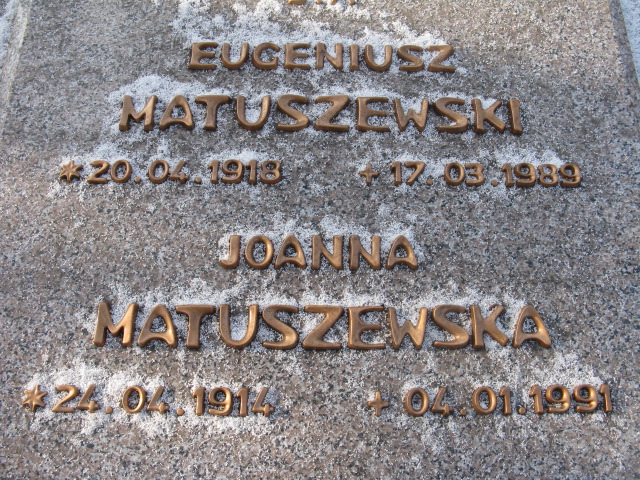 EUGENIUSZ
MATUSZEWSKI
*20.04.1918 +17.03.1989
JOANNA
MATUSZEWSKA
*24.04.1914 +04.01.1991